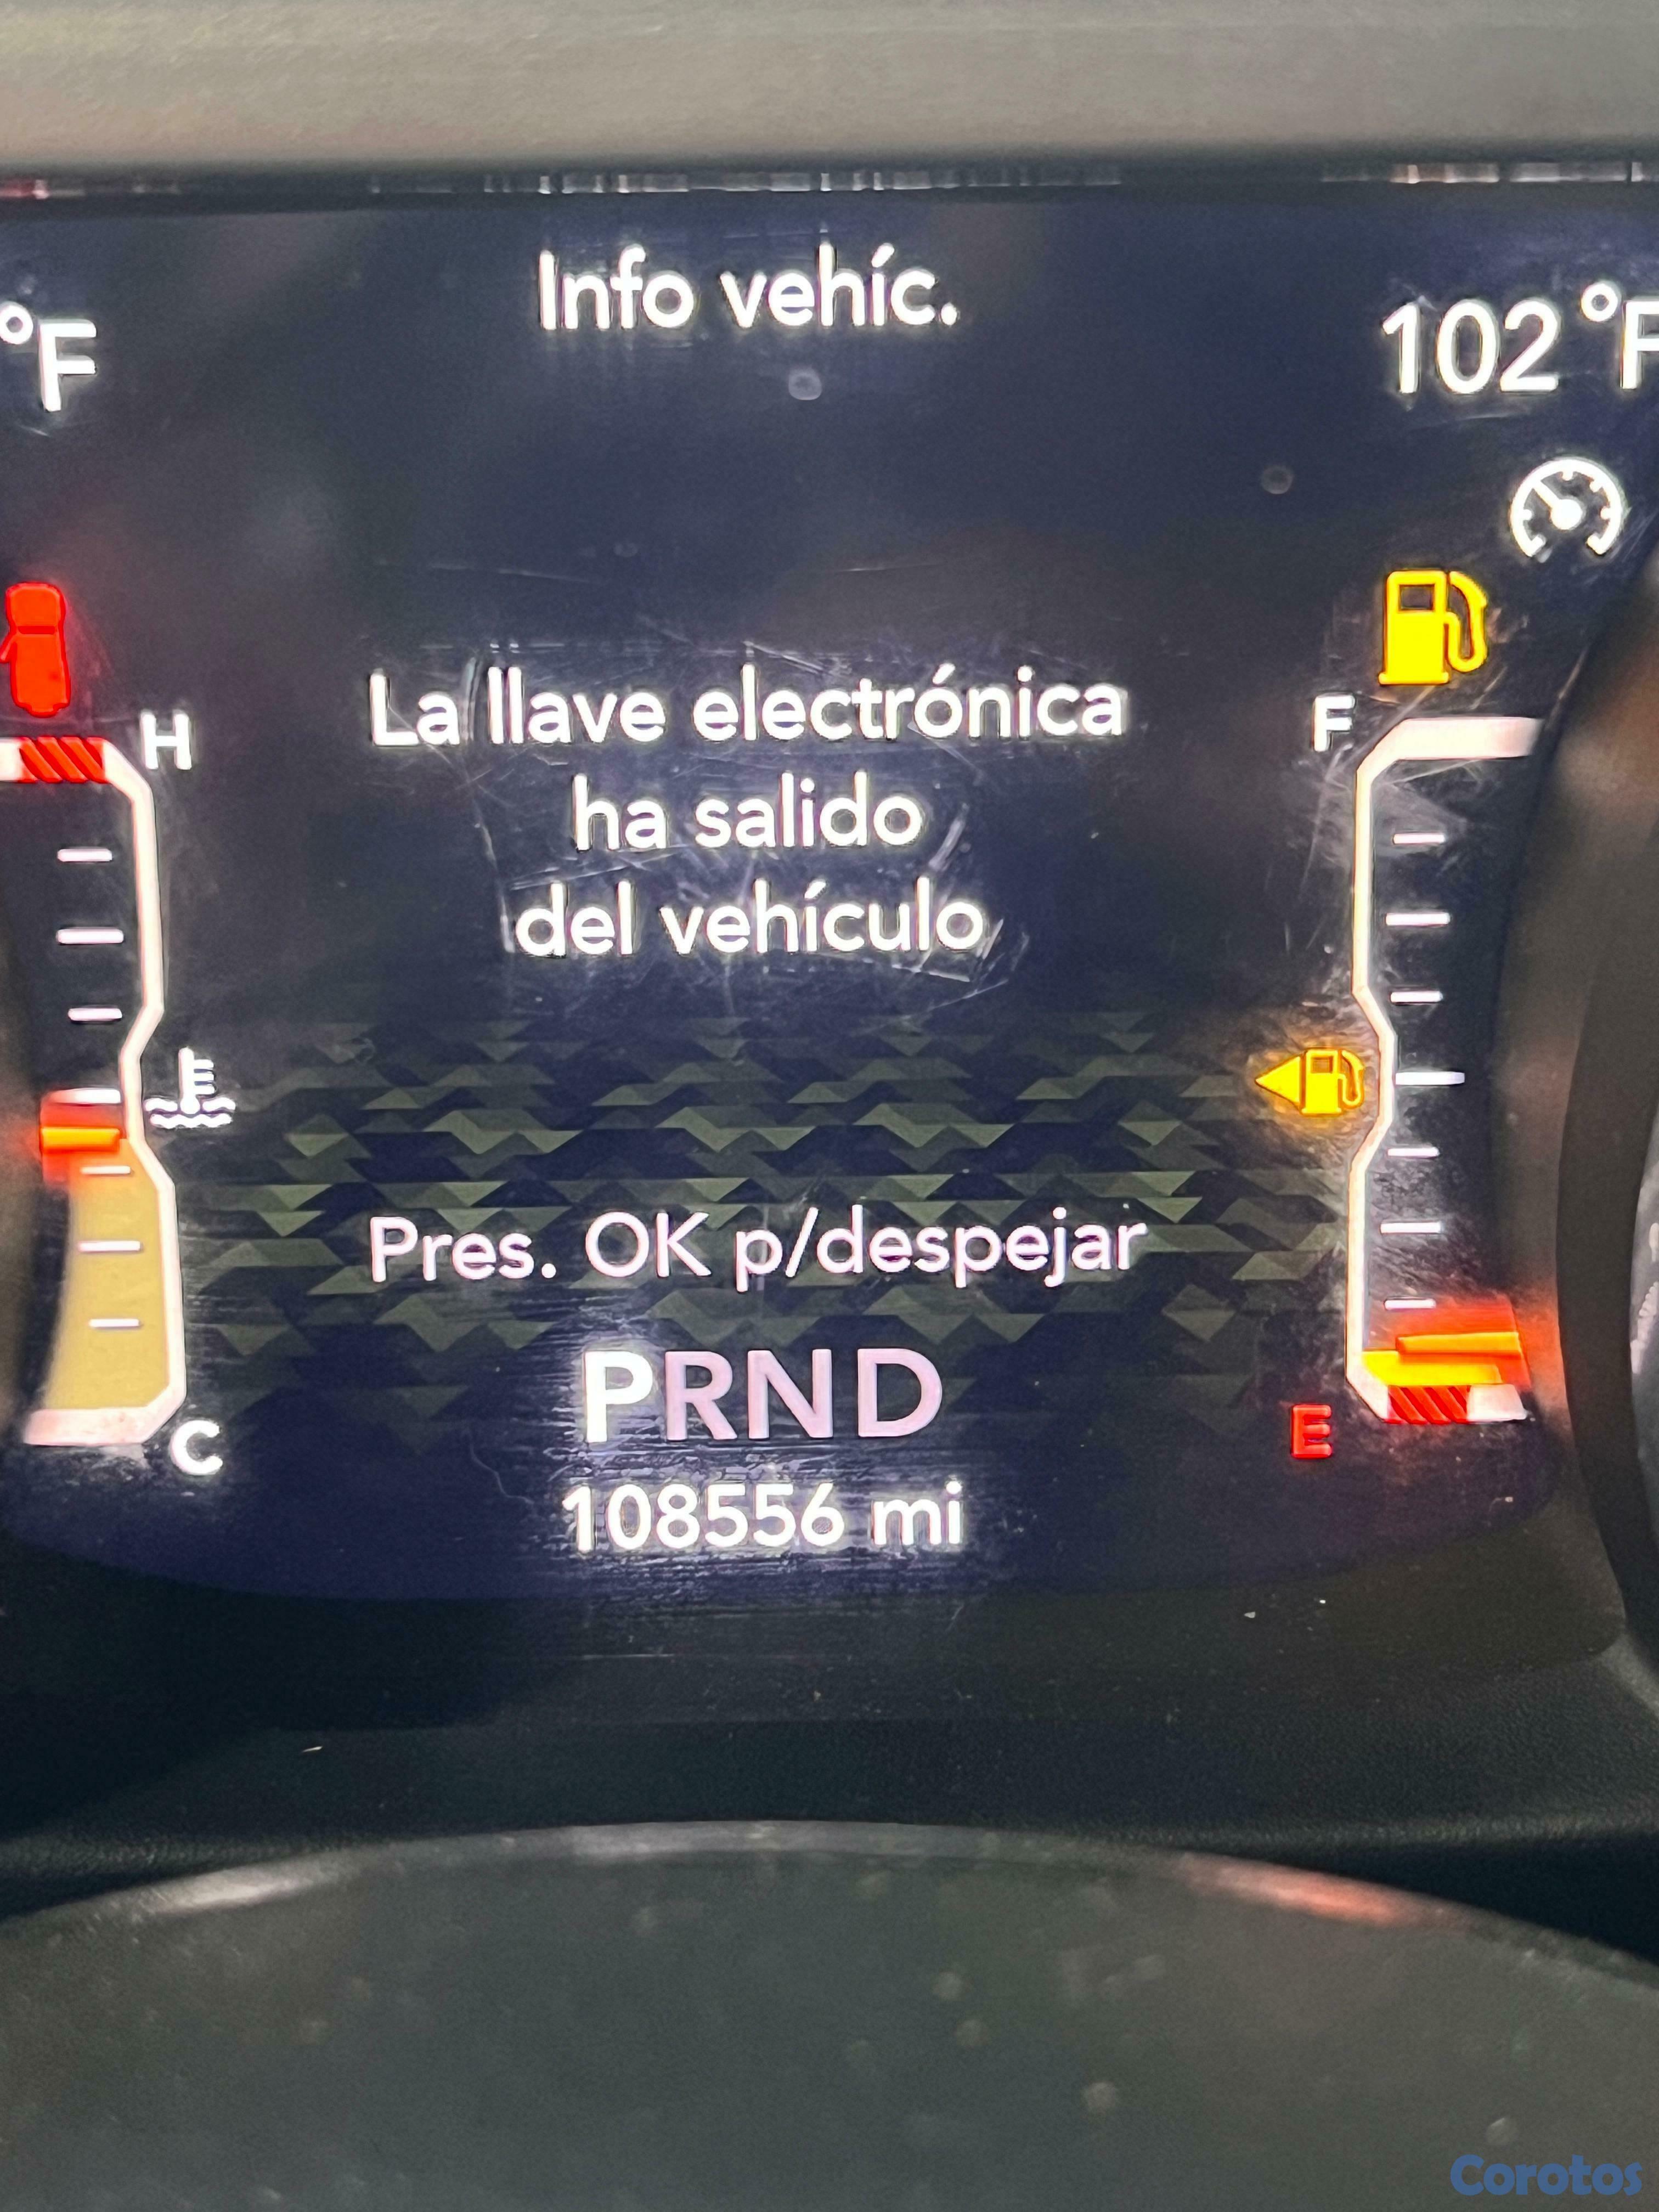 Info vehíc.
°F
102 °F
H
F
La llave electrónica
ha salido
del vehículo
Pres. OK p/despejar
PRND
E
C
108556 mi
Corotos